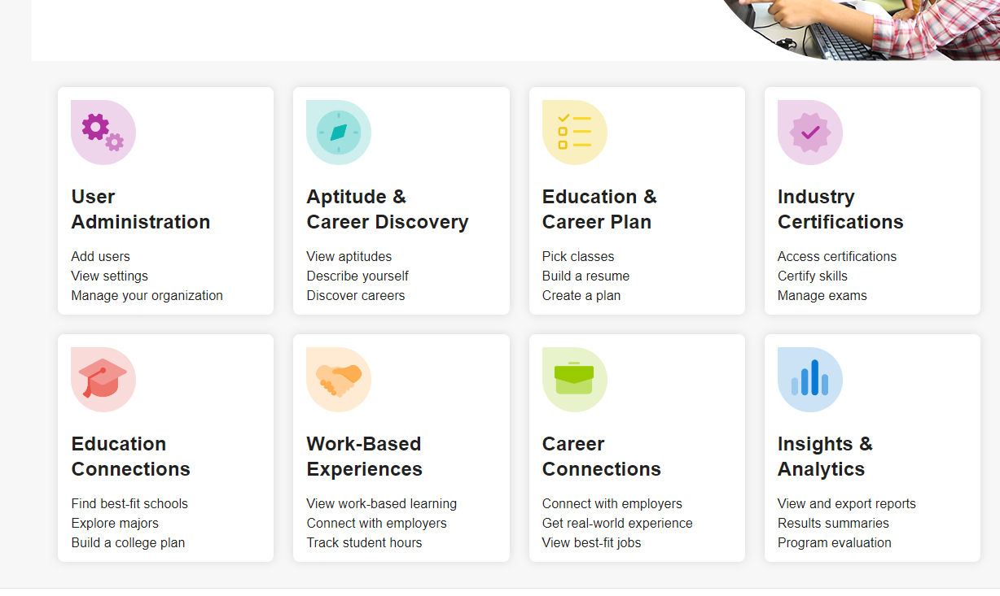 User
Administration
Add users
View settings
Manage your organization
Aptitude &
Career Discovery
View aptitudes
Describe yourself
Discover careers
Education &
Career Plan
Pick classes
Build a resume
Create a plan
Industry
Certifications
Access certifications
Certify skills
Manage exams
Education
Connections
Find best-fit schools
Explore majors
Build a college plan
Work-Based
Experiences
View work-based learning
Connect with employers
Track student hours
Career
Connections
Connect with employers
Get real-world experience
View best-fit jobs
Insights &
Analytics
View and export reports
Results summaries
Program evaluation